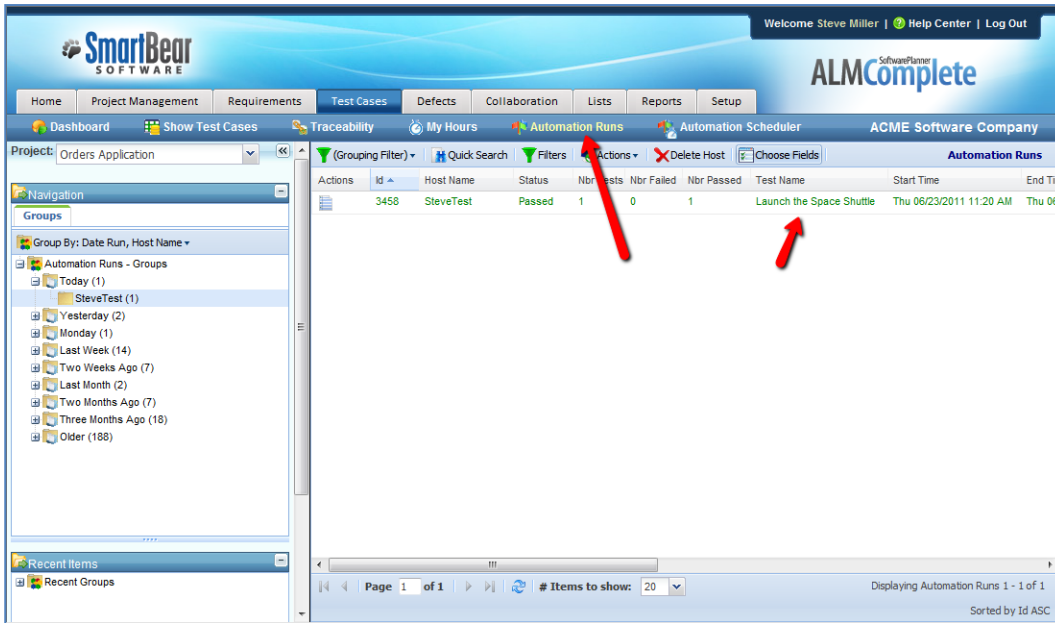 Welcome Steve Miller | Help Center | Log Out
SmartBear
SOFTWARE
SoftwarePlanner
ALMComplete
Home Project Management Requirements Test Cases Defects Collaboration Lists Reports Setup
Dashboard Show Test Cases Traceability My Hours Automation Runs Automation Scheduler ACME Software Company
Project: Orders Application
(Grouping Filter) Quick Search Filters Actions Delete Host Choose Fields Automation Runs
Actions Id Host Name Status Nbr Tests Nbr Failed Nbr Passed Test Name Start Time End Ti
3458 SteveTest Passed 1 0 1 Launch the Space Shuttle Thu 06/23/2011 11:20 AM Thu 06
Navigation
Groups
Group By: Date Run, Host Name
Automation Runs - Groups
Today (1)
SteveTest (1)
Yesterday (2)
Monday (1)
Last Week (14)
Two Weeks Ago (7)
Last Month (2)
Two Months Ago (7)
Three Months Ago (18)
Older (188)
Recent Items
Recent Groups
Page 1 of 1 # Items to show: 20 Displaying Automation Runs 1 - 1 of 1
Sorted by Id ASC